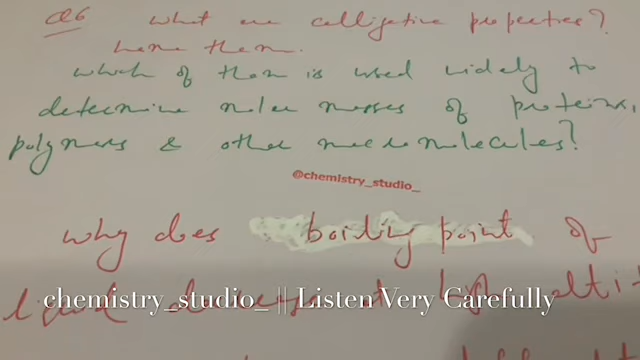 Q6 What are colligative properties?
Name them.
Which of them is used widely to
determine molar masses of proteins,
polymers & other macromolecules?
@chemistry_studio_
Why does boiling point of
liquid
chemistry_studio_ || Listen Very Carefully